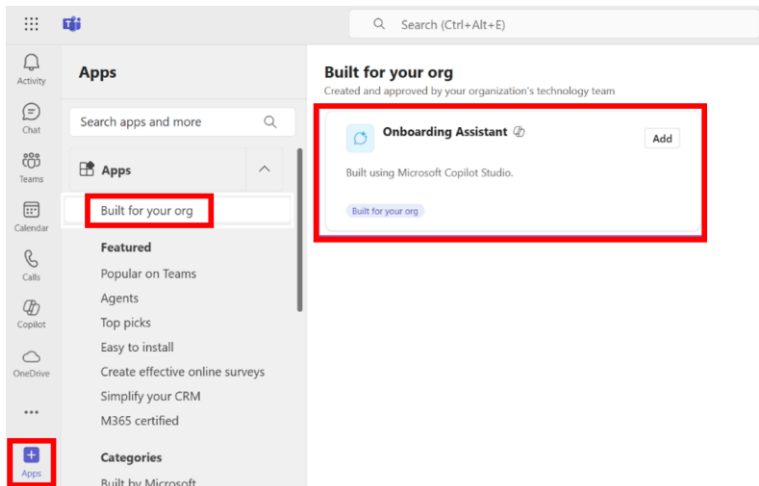 Search (Ctrl+Alt+E)
Activity
Chat
Teams
Calendar
Calls
Copilot
OneDrive
Apps
Apps
Search apps and more
Apps
Built for your org
Featured
Popular on Teams
Agents
Top picks
Easy to install
Create effective online surveys
Simplify your CRM
M365 certified
Categories
Built by Microsoft
Built for your org
Created and approved by your organization's technology team
Onboarding Assistant
Add
Built using Microsoft Copilot Studio.
Built for your org